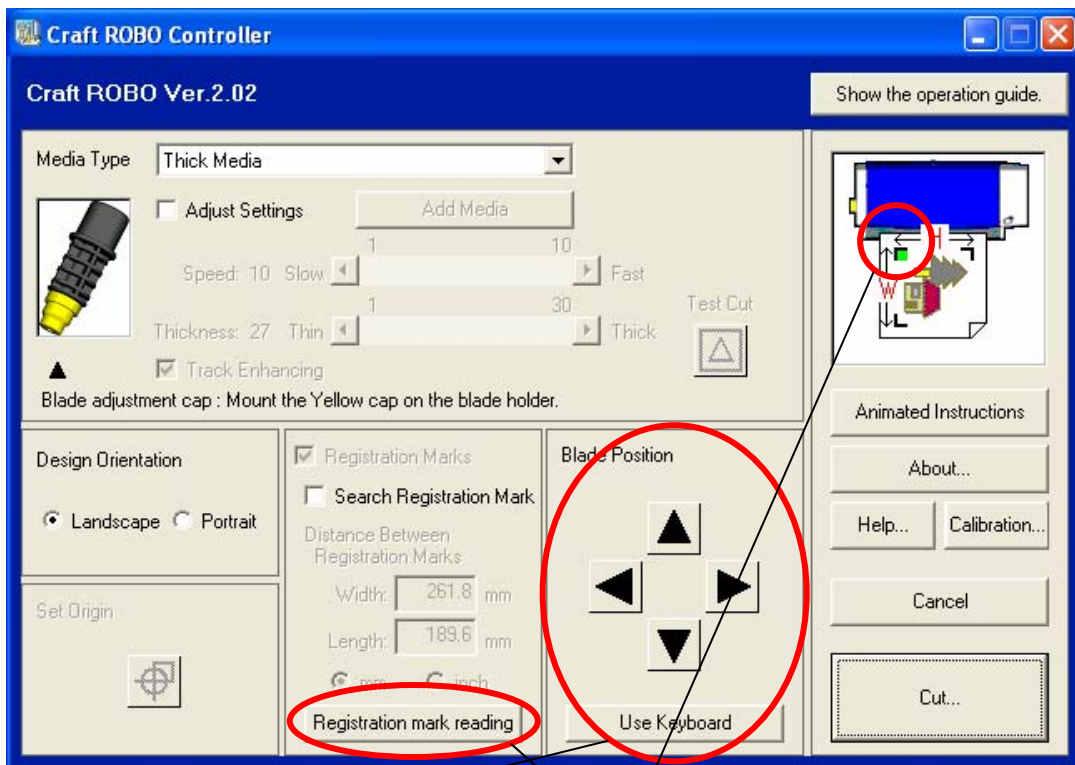 Craft ROBO Controller
Craft ROBO Ver.2.02
Show the operation guide.
Media Type
Thick Media
Adjust Settings
Add Media
1
10
Speed: 10
Slow
Fast
1
30
Test Cut
Thickness: 27
Thin
Thick
Track Enhancing
Blade adjustment cap : Mount the Yellow cap on the blade holder.
H
W
Animated Instructions
About...
Help...
Calibration...
Cancel
Cut...
Design Orientation
Landscape
Portrait
Set Origin
Registration Marks
Search Registration Mark
Distance Between
Registration Marks
Width:
261.8
mm
Length:
189.6
mm
mm
inch
Registration mark reading
Blade Position
Use Keyboard